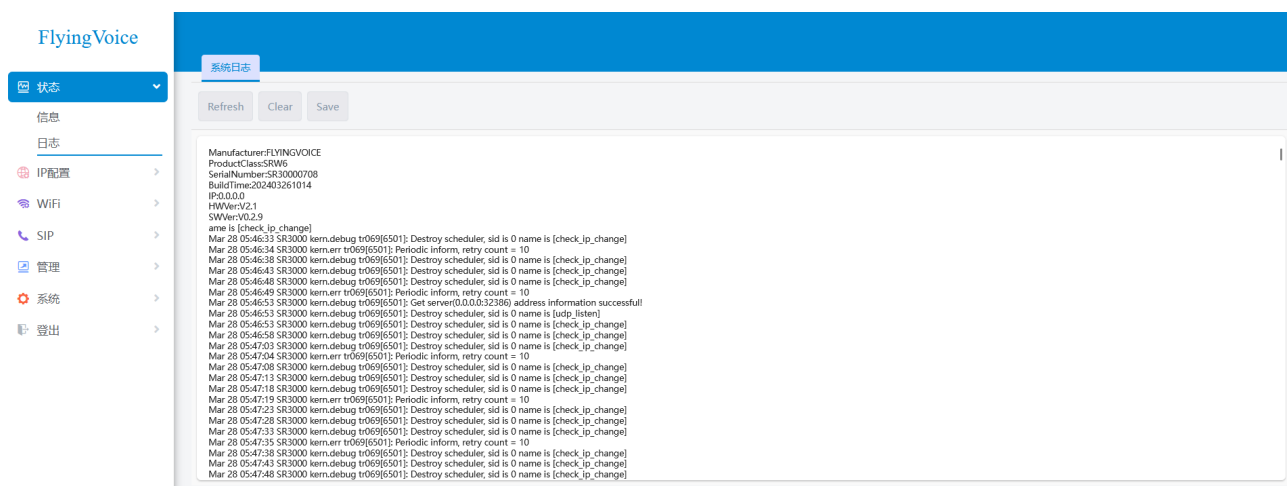 FlyingVoice
系统日志
状态
信息
日志
IP配置
WiFi
SIP
管理
系统
登出
Refresh Clear Save
Manufacturer:FLYINGVOICE
ProductClass:SRW6
SerialNumber:SR30000708
BuildTime:202403261014
IP:0.0.0.0
HWVer:V2.1
SWVer:V0.2.9
ame is [check_ip_change]
Mar 28 05:46:33 SR3000 kern.debug tr069[6501]: Destroy scheduler, sid is 0 name is [check_ip_change]
Mar 28 05:46:34 SR3000 kern.err tr069[6501]: Periodic inform, retry count = 10
Mar 28 05:46:38 SR3000 kern.debug tr069[6501]: Destroy scheduler, sid is 0 name is [check_ip_change]
Mar 28 05:46:43 SR3000 kern.debug tr069[6501]: Destroy scheduler, sid is 0 name is [check_ip_change]
Mar 28 05:46:48 SR3000 kern.debug tr069[6501]: Destroy scheduler, sid is 0 name is [check_ip_change]
Mar 28 05:46:49 SR3000 kern.err tr069[6501]: Periodic inform, retry count = 10
Mar 28 05:46:53 SR3000 kern.debug tr069[6501]: Get server(0.0.0.0:32386) address information successful!
Mar 28 05:46:53 SR3000 kern.debug tr069[6501]: Destroy scheduler, sid is 0 name is [udp_listen]
Mar 28 05:46:53 SR3000 kern.debug tr069[6501]: Destroy scheduler, sid is 0 name is [check_ip_change]
Mar 28 05:46:58 SR3000 kern.debug tr069[6501]: Destroy scheduler, sid is 0 name is [check_ip_change]
Mar 28 05:47:03 SR3000 kern.debug tr069[6501]: Destroy scheduler, sid is 0 name is [check_ip_change]
Mar 28 05:47:04 SR3000 kern.err tr069[6501]: Periodic inform, retry count = 10
Mar 28 05:47:08 SR3000 kern.debug tr069[6501]: Destroy scheduler, sid is 0 name is [check_ip_change]
Mar 28 05:47:13 SR3000 kern.debug tr069[6501]: Destroy scheduler, sid is 0 name is [check_ip_change]
Mar 28 05:47:18 SR3000 kern.debug tr069[6501]: Destroy scheduler, sid is 0 name is [check_ip_change]
Mar 28 05:47:19 SR3000 kern.err tr069[6501]: Periodic inform, retry count = 10
Mar 28 05:47:23 SR3000 kern.debug tr069[6501]: Destroy scheduler, sid is 0 name is [check_ip_change]
Mar 28 05:47:28 SR3000 kern.debug tr069[6501]: Destroy scheduler, sid is 0 name is [check_ip_change]
Mar 28 05:47:33 SR3000 kern.debug tr069[6501]: Destroy scheduler, sid is 0 name is [check_ip_change]
Mar 28 05:47:35 SR3000 kern.err tr069[6501]: Periodic inform, retry count = 10
Mar 28 05:47:38 SR3000 kern.debug tr069[6501]: Destroy scheduler, sid is 0 name is [check_ip_change]
Mar 28 05:47:43 SR3000 kern.debug tr069[6501]: Destroy scheduler, sid is 0 name is [check_ip_change]
Mar 28 05:47:48 SR3000 kern.debug tr069[6501]: Destroy scheduler, sid is 0 name is [check_ip_change]